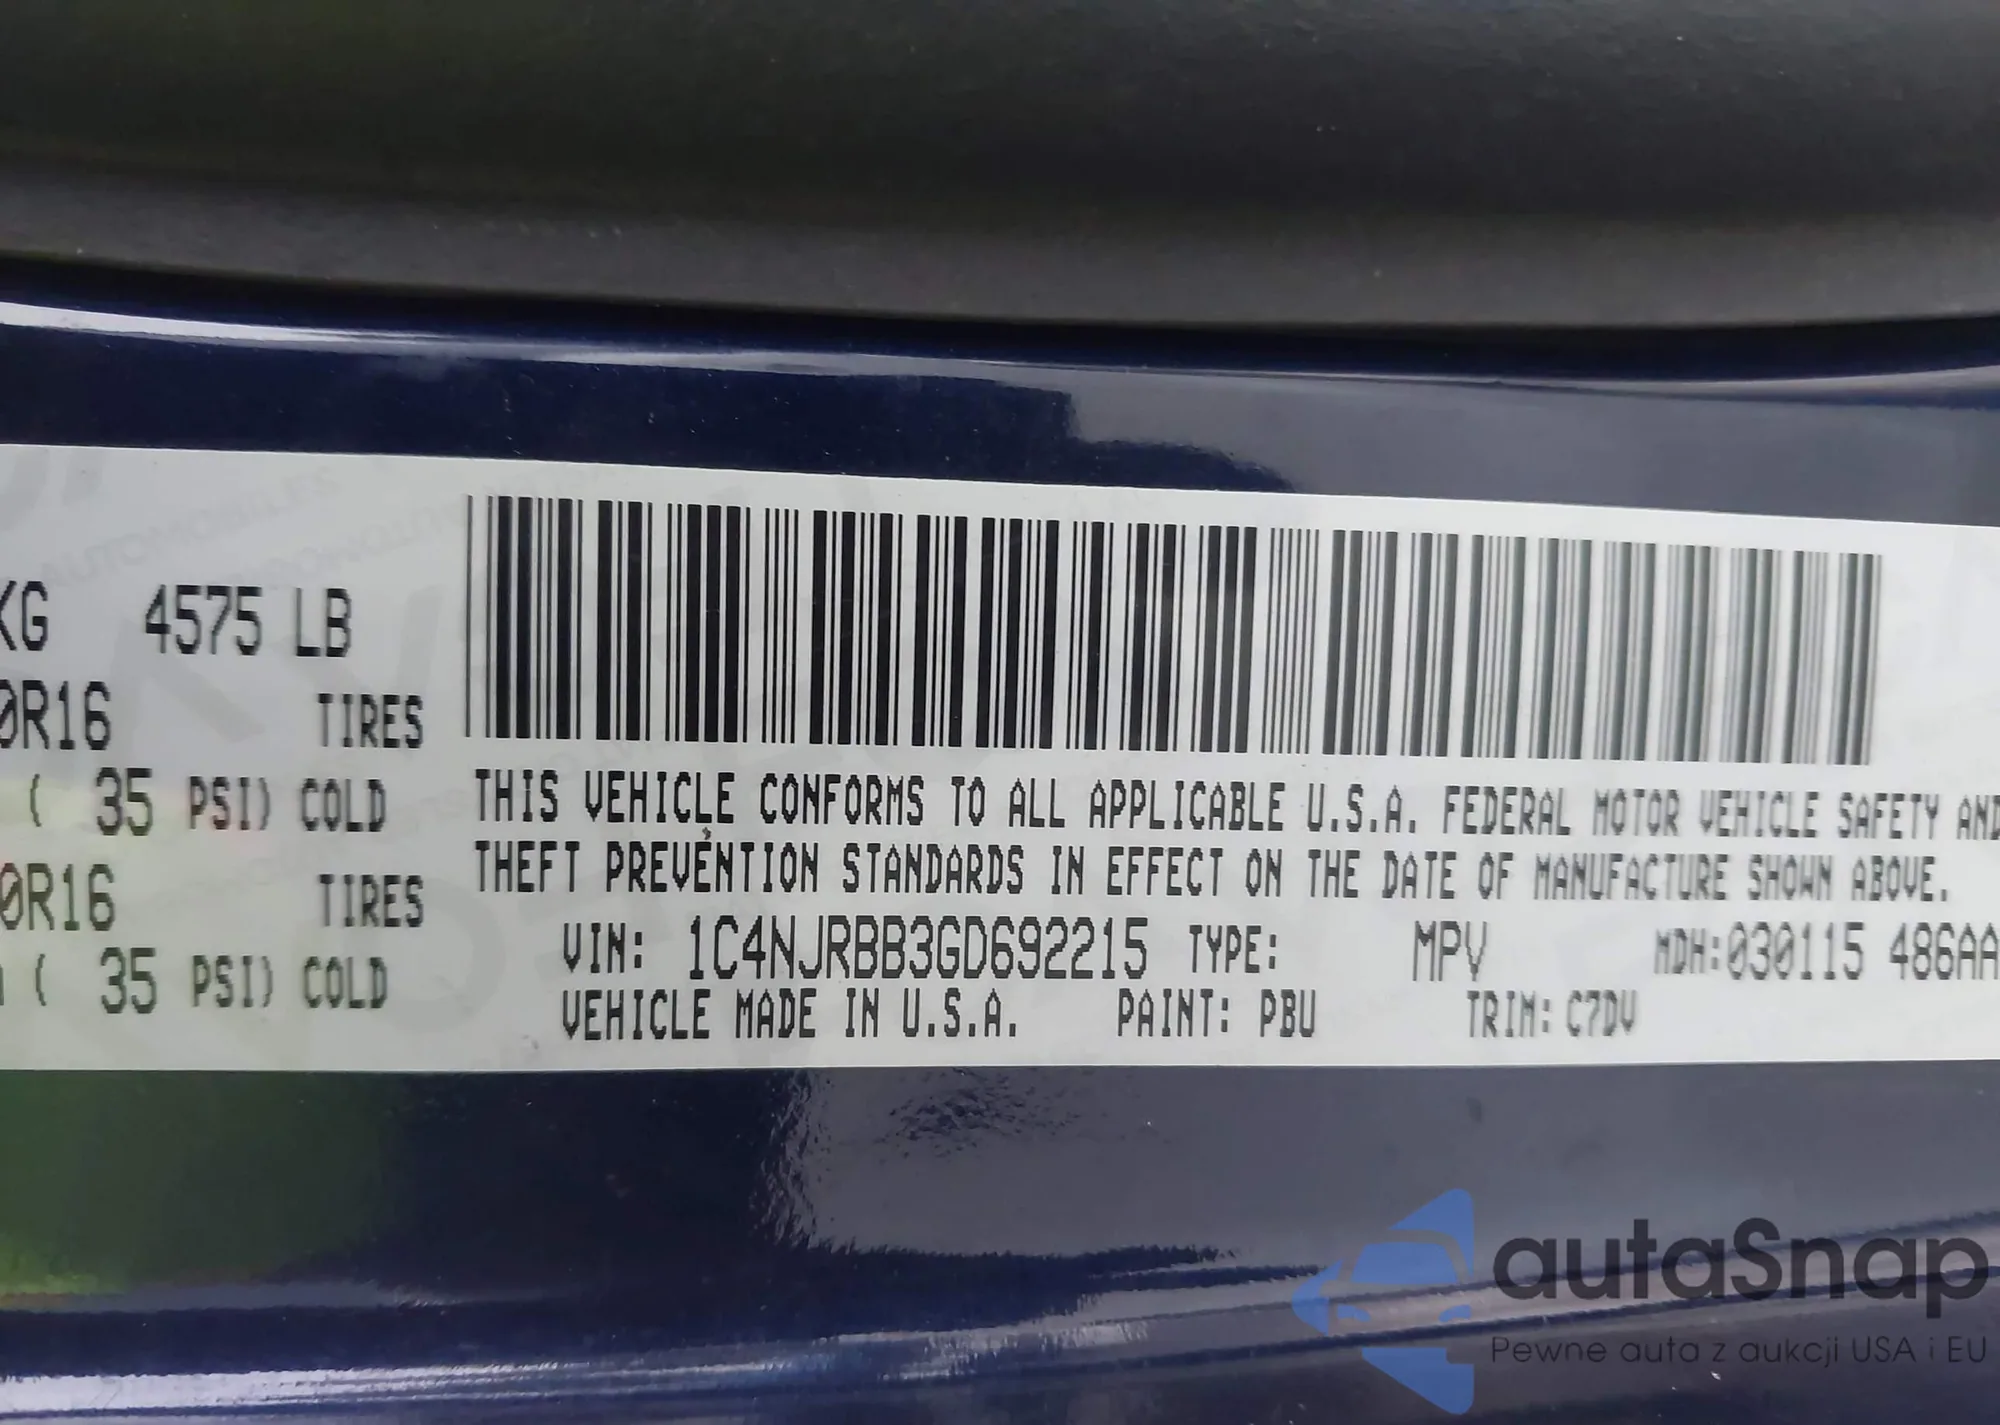 KG 4575 LB
0R16 TIRES
( 35 PSI) COLD
0R16 TIRES
( 35 PSI) COLD
THIS VEHICLE CONFORMS TO ALL APPLICABLE U.S.A. FEDERAL MOTOR VEHICLE SAFETY AND
THEFT PREVENTION STANDARDS IN EFFECT ON THE DATE OF MANUFACTURE SHOWN ABOVE.
VIN: 1C4NJRBB3GD692215 TYPE: MPV MDH:030115 486AA
VEHICLE MADE IN U.S.A. PAINT: PBU TRIM: C7DV
autaSnap
Pewne auta z aukcji USA i EU